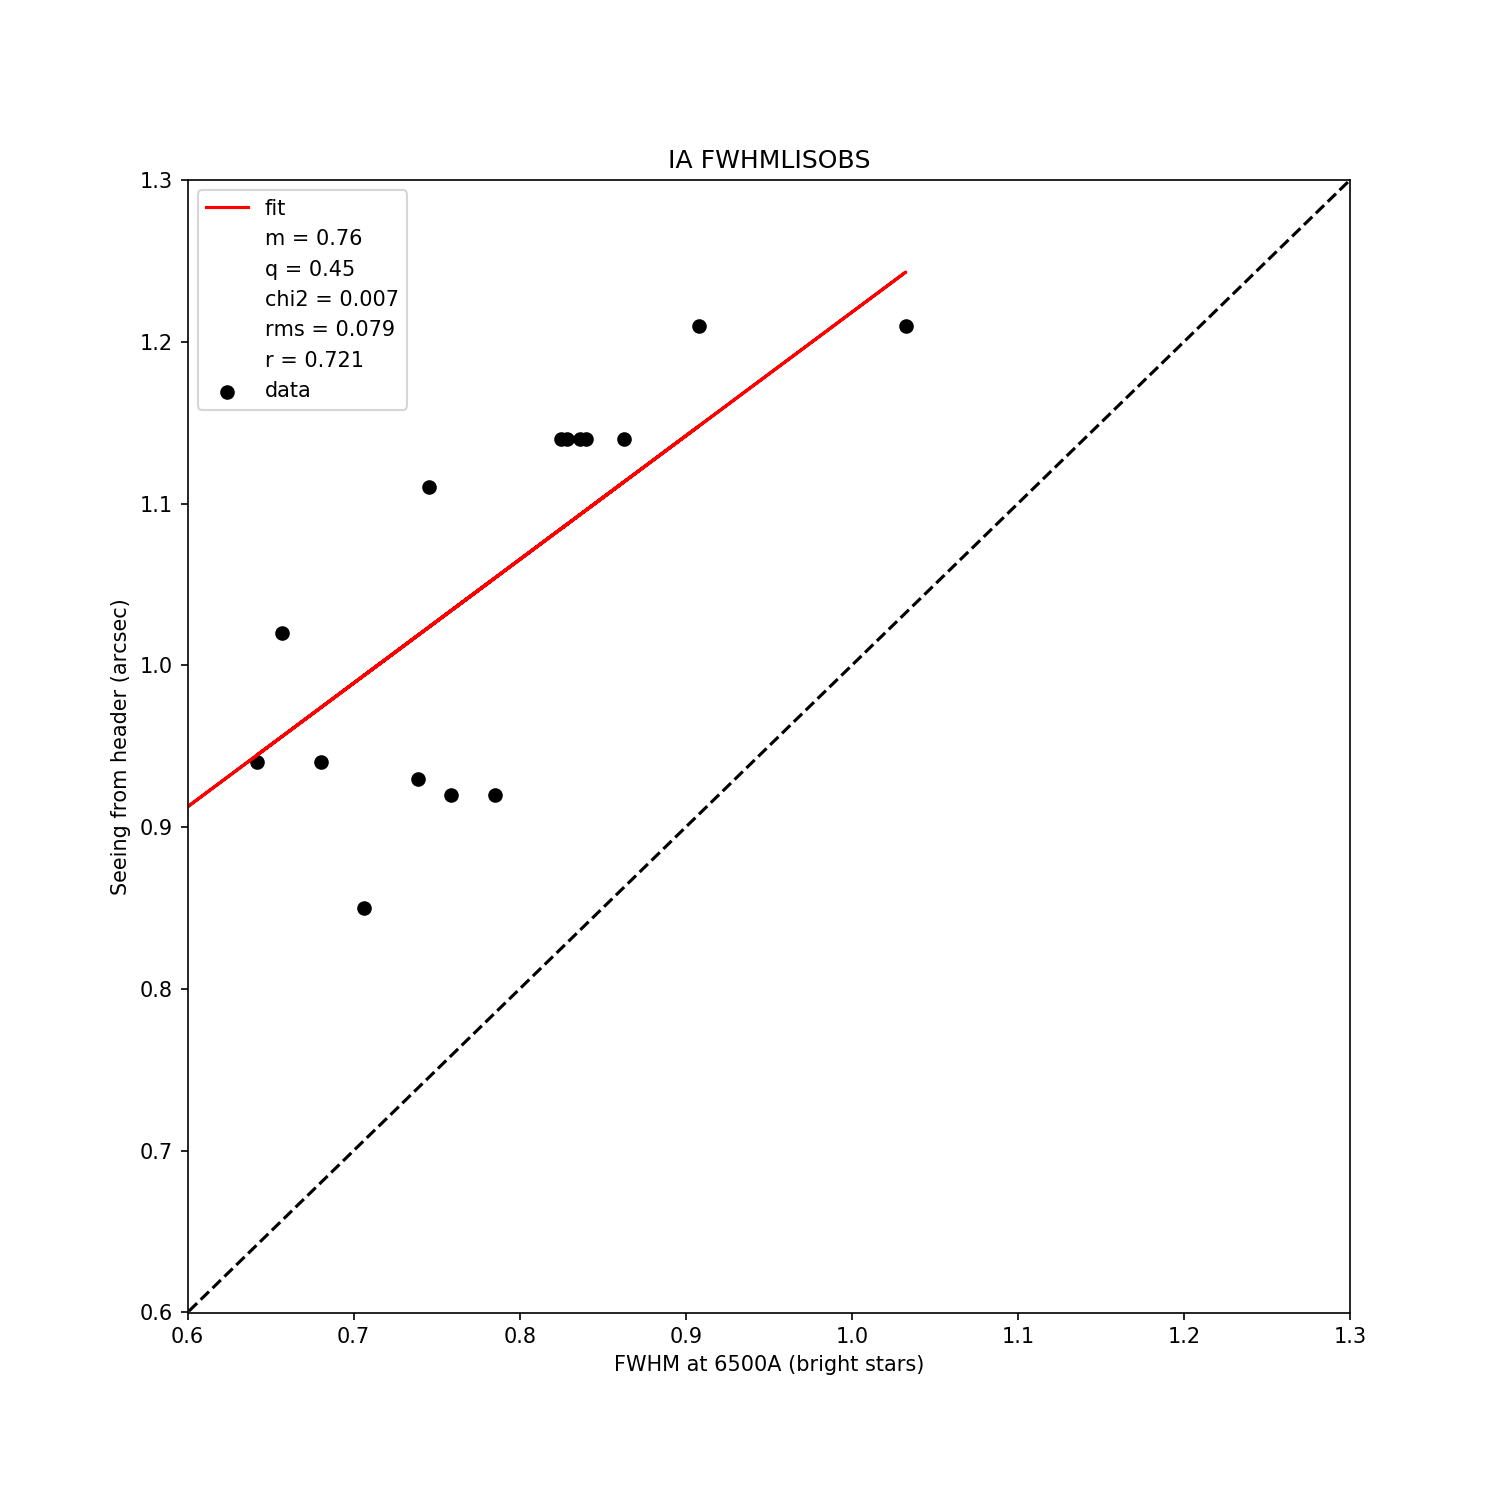 IA FWHMLISOBS
fit
m = 0.76
q = 0.45
chi2 = 0.007
rms = 0.079
r = 0.721
data
1.3
1.2
1.1
1.0
0.9
0.8
0.7
0.6
Seeing from header (arcsec)
0.6 0.7 0.8 0.9 1.0 1.1 1.2 1.3
FWHM at 6500A (bright stars)